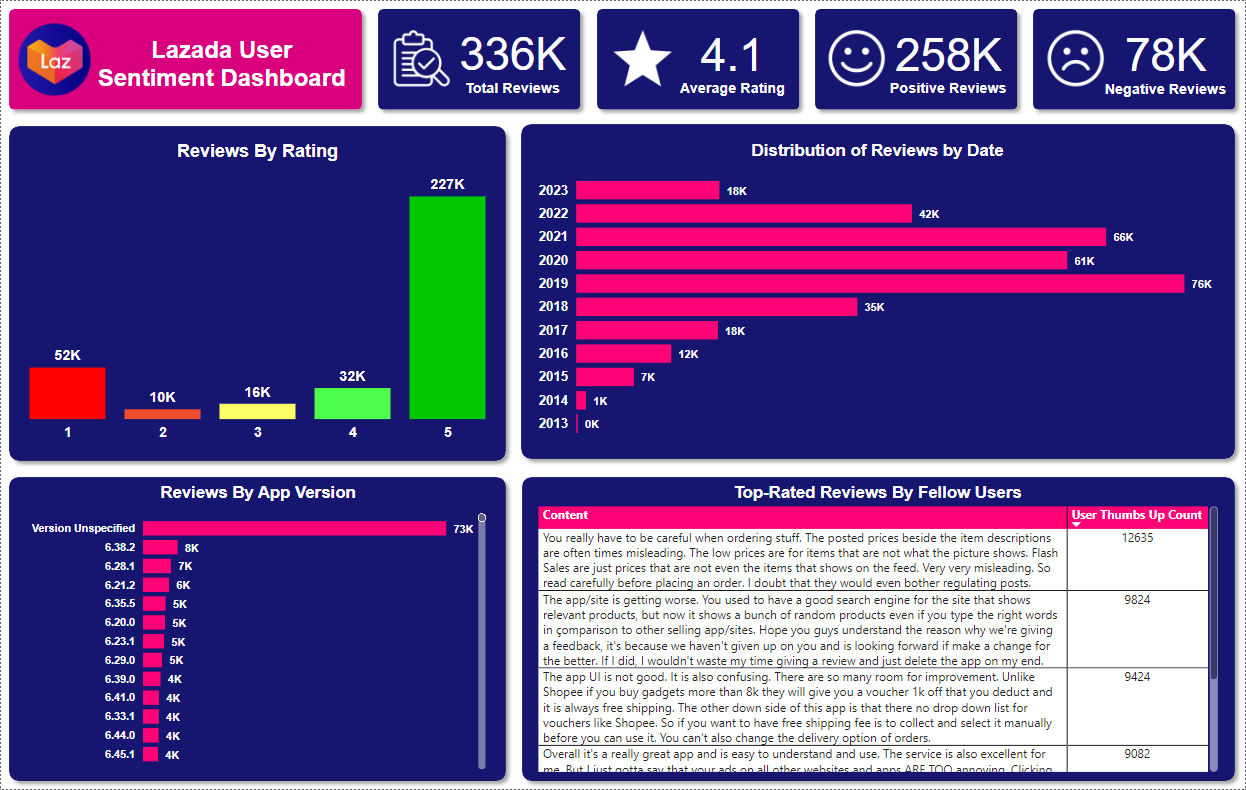 Laz
Lazada User
Sentiment Dashboard
336K
Total Reviews
4.1
Average Rating
258K
Positive Reviews
78K
Negative Reviews
Reviews By Rating
227K
52K
10K
16K
32K
1 2 3 4 5
Distribution of Reviews by Date
2023 18K
2022 42K
2021 66K
2020 61K
2019 76K
2018 35K
2017 18K
2016 12K
2015 7K
2014 1K
2013 0K
Reviews By App Version
Version Unspecified 73K
6.38.2 8K
6.28.1 7K
6.21.2 6K
6.35.5 5K
6.20.0 5K
6.23.1 5K
6.29.0 5K
6.39.0 4K
6.41.0 4K
6.33.1 4K
6.44.0 4K
6.45.1 4K
Top-Rated Reviews By Fellow Users
Content User Thumbs Up Count
You really have to be careful when ordering stuff. The posted prices beside the item descriptions 12635
are often times misleading. The low prices are for items that are not what the picture shows. Flash
Sales are just prices that are not even the items that shows on the feed. Very very misleading. So
read carefully before placing an order. I doubt that they would even bother regulating posts.
The app/site is getting worse. You used to have a good search engine for the site that shows 9824
relevant products, but now it shows a bunch of random products even if you type the right words
in çomparison to other selling app/sites. Hope you guys understand the reason why we're giving
a feedback, it's because we haven't given up on you and is looking forward if make a change for
the better. If I did, I wouldn't waste my time giving a review and just delete the app on my end.
The app UI is not good. It is also confusing. There are so many room for improvement. Unlike 9424
Shopee if you buy gadgets more than 8k they will give you a voucher 1k off that you deduct and
it is always free shipping. The other down side of this app is that there no drop down list for
vouchers like Shopee. So if you want to have free shipping fee is to collect and select it manually
before you can use it. You can't also change the delivery option of orders.
Overall it's a really great app and is easy to understand and use. The service is also excellent for 9082
me. But I just gotta say that your ads on all other websites and apps ARE TOO annoying. Clicking